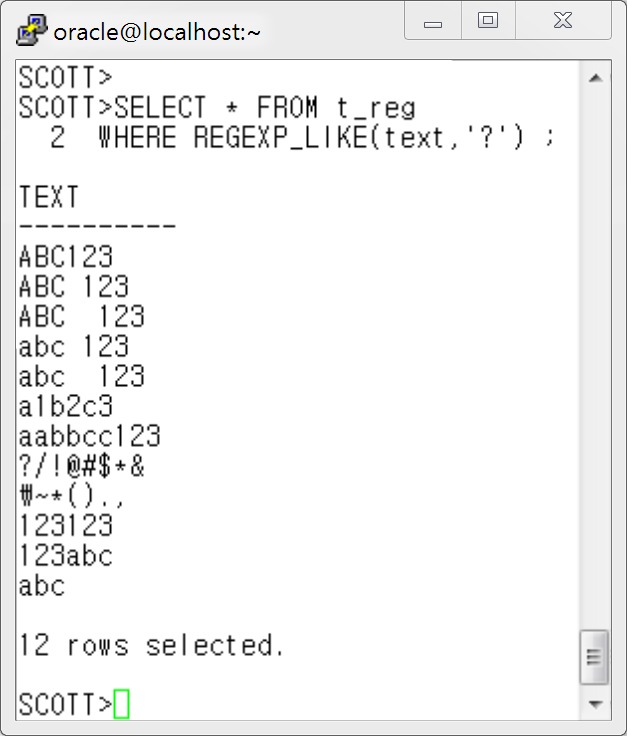 oracle@localhost:~
SCOTT>
SCOTT>SELECT * FROM t_reg
  2  WHERE REGEXP_LIKE(text,'?') ;

TEXT
----------
ABC123
ABC 123
ABC  123
abc 123
abc  123
a1b2c3
aabbcc123
?/!@#$*&
₩~*().,
123123
123abc
abc

12 rows selected.

SCOTT>